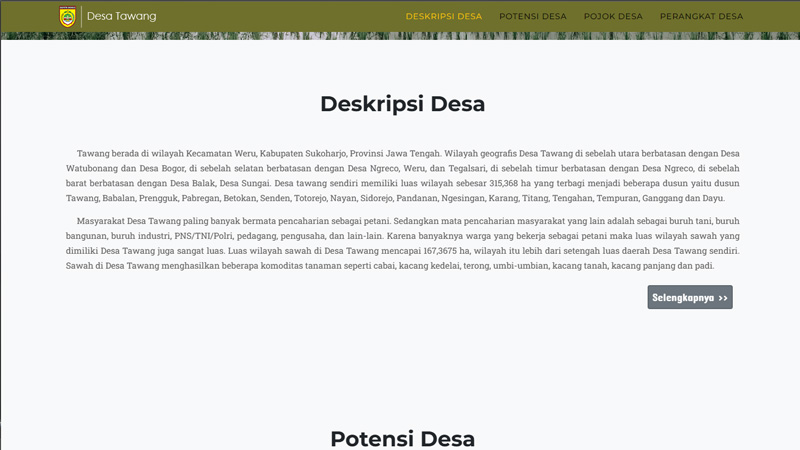 Desa Tawang
DESKRIPSI DESA POTENSI DESA POJOK DESA PERANGKAT DESA
Deskripsi Desa
Tawang berada di wilayah Kecamatan Weru, Kabupaten Sukoharjo, Provinsi Jawa Tengah. Wilayah geografis Desa Tawang di sebelah utara berbatasan dengan Desa
Watubonang dan Desa Bogor, di sebelah selatan berbatasan dengan Desa Ngreco, Weru, dan Tegalsari, di sebelah timur berbatasan dengan Desa Ngreco, di sebelah
barat berbatasan dengan Desa Balak, Desa Sungai. Desa tawang sendiri memiliki luas wilayah sebesar 315,368 ha yang terbagi menjadi beberapa dusun yaitu dusun
Tawang, Babalan, Prengguk, Pabregan, Betokan, Senden, Totorejo, Nayan, Sidorejo, Pandanan, Ngesingan, Karang, Titang, Tengahan, Tempuran, Ganggang dan Dayu.
Masyarakat Desa Tawang paling banyak bermata pencaharian sebagai petani. Sedangkan mata pencaharian masyarakat yang lain adalah sebagai buruh tani, buruh
bangunan, buruh industri, PNS/TNI/Polri, pedagang, pengusaha, dan lain-lain. Karena banyaknya warga yang bekerja sebagai petani maka luas wilayah sawah yang
dimiliki Desa Tawang juga sangat luas. Luas wilayah sawah di Desa Tawang mencapai 167,3675 ha, wilayah itu lebih dari setengah luas daerah Desa Tawang sendiri.
Sawah di Desa Tawang menghasilkan beberapa komoditas tanaman seperti cabai, kacang kedelai, terong, umbi-umbian, kacang tanah, kacang panjang dan padi.
Selengkapnya >>
Potensi Desa